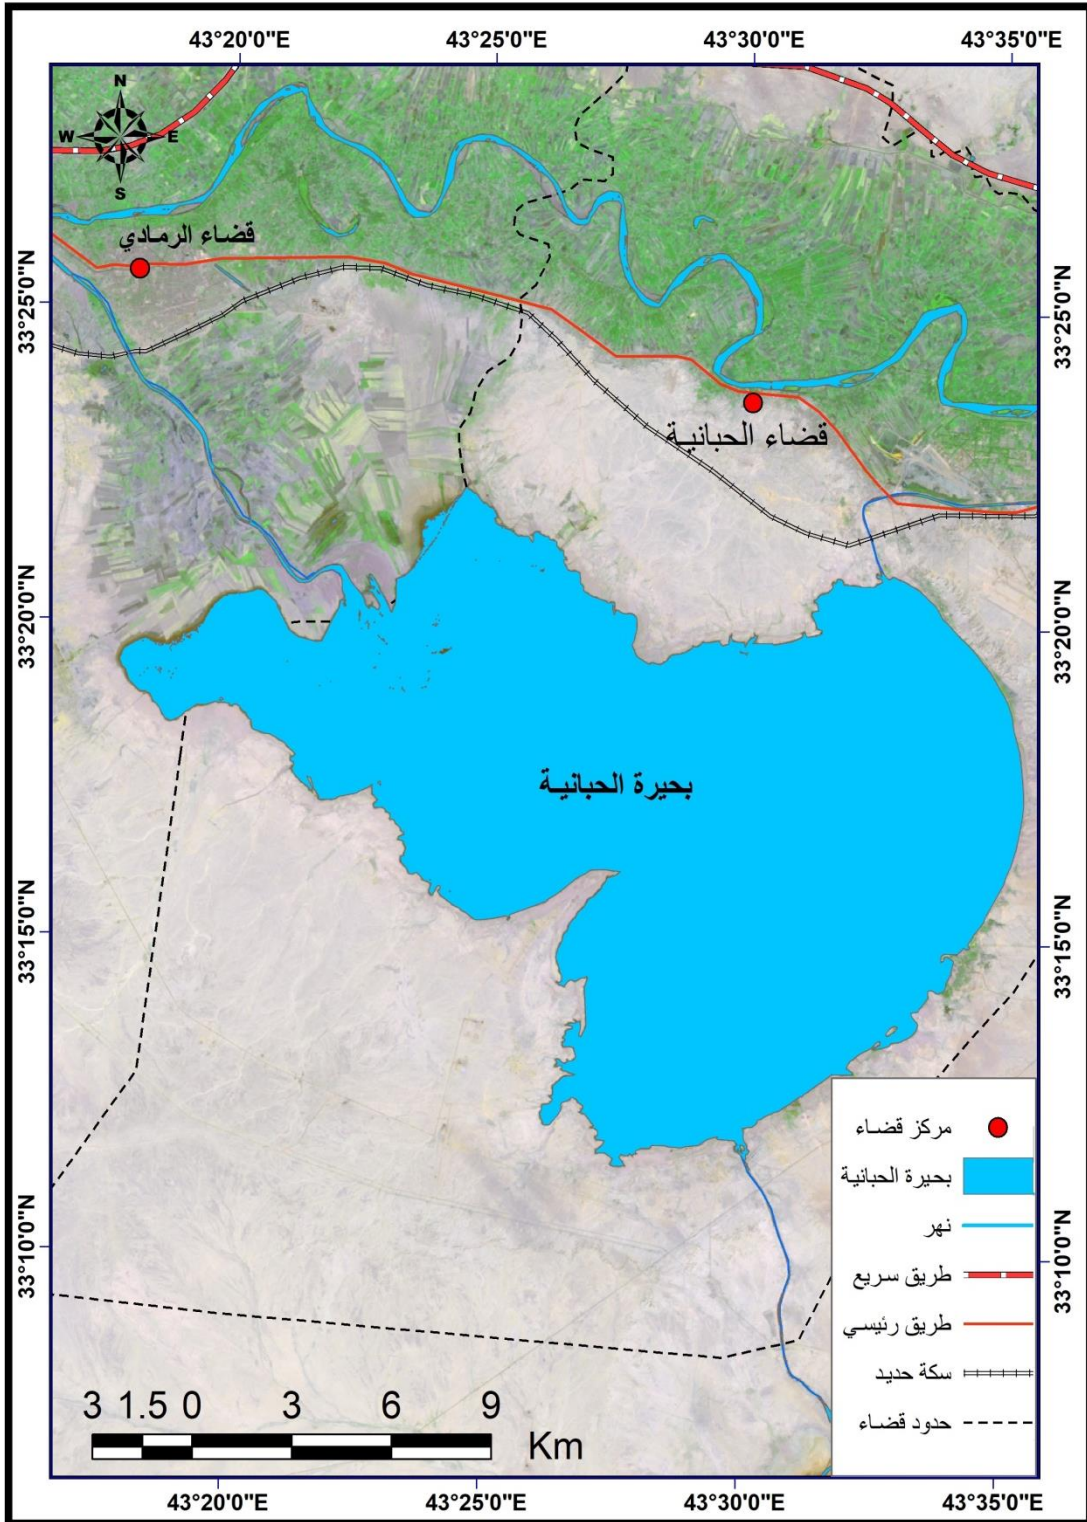 43°20'0"E 43°25'0"E 43°30'0"E 43°35'0"E
N
W E
S
قضاء الرمادي
33°25'0"N
33°25'0"N
قضاء الحبانية
33°20'0"N
33°20'0"N
بحيرة الحبانية
33°15'0"N
33°15'0"N
مركز قضاء
بحيرة الحبانية
نهر
33°10'0"N
33°10'0"N
طريق سريع
طريق رئيسي
سكة حديد
حدود قضاء
3 1.5 0 3 6 9
Km
43°20'0"E 43°25'0"E 43°30'0"E 43°35'0"E